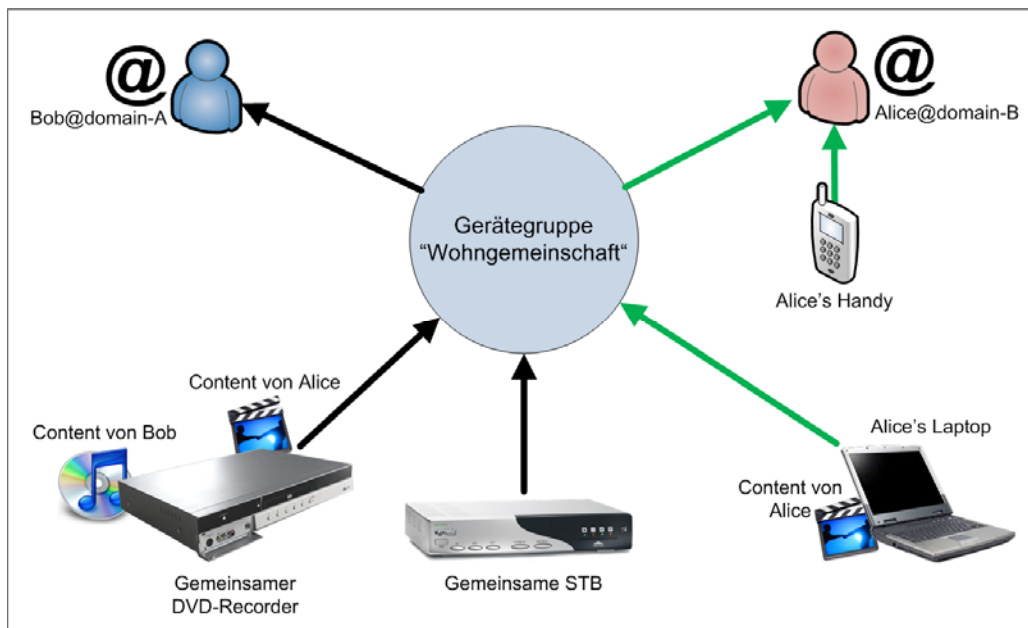 @
@
Bob@domain-A
Alice@domain-B
Gerätegruppe
“Wohngemeinschaft“
Alice's Handy
Content von Alice
Content von Bob
Alice's Laptop
Content von
Alice
Gemeinsamer
DVD-Recorder
Gemeinsame STB